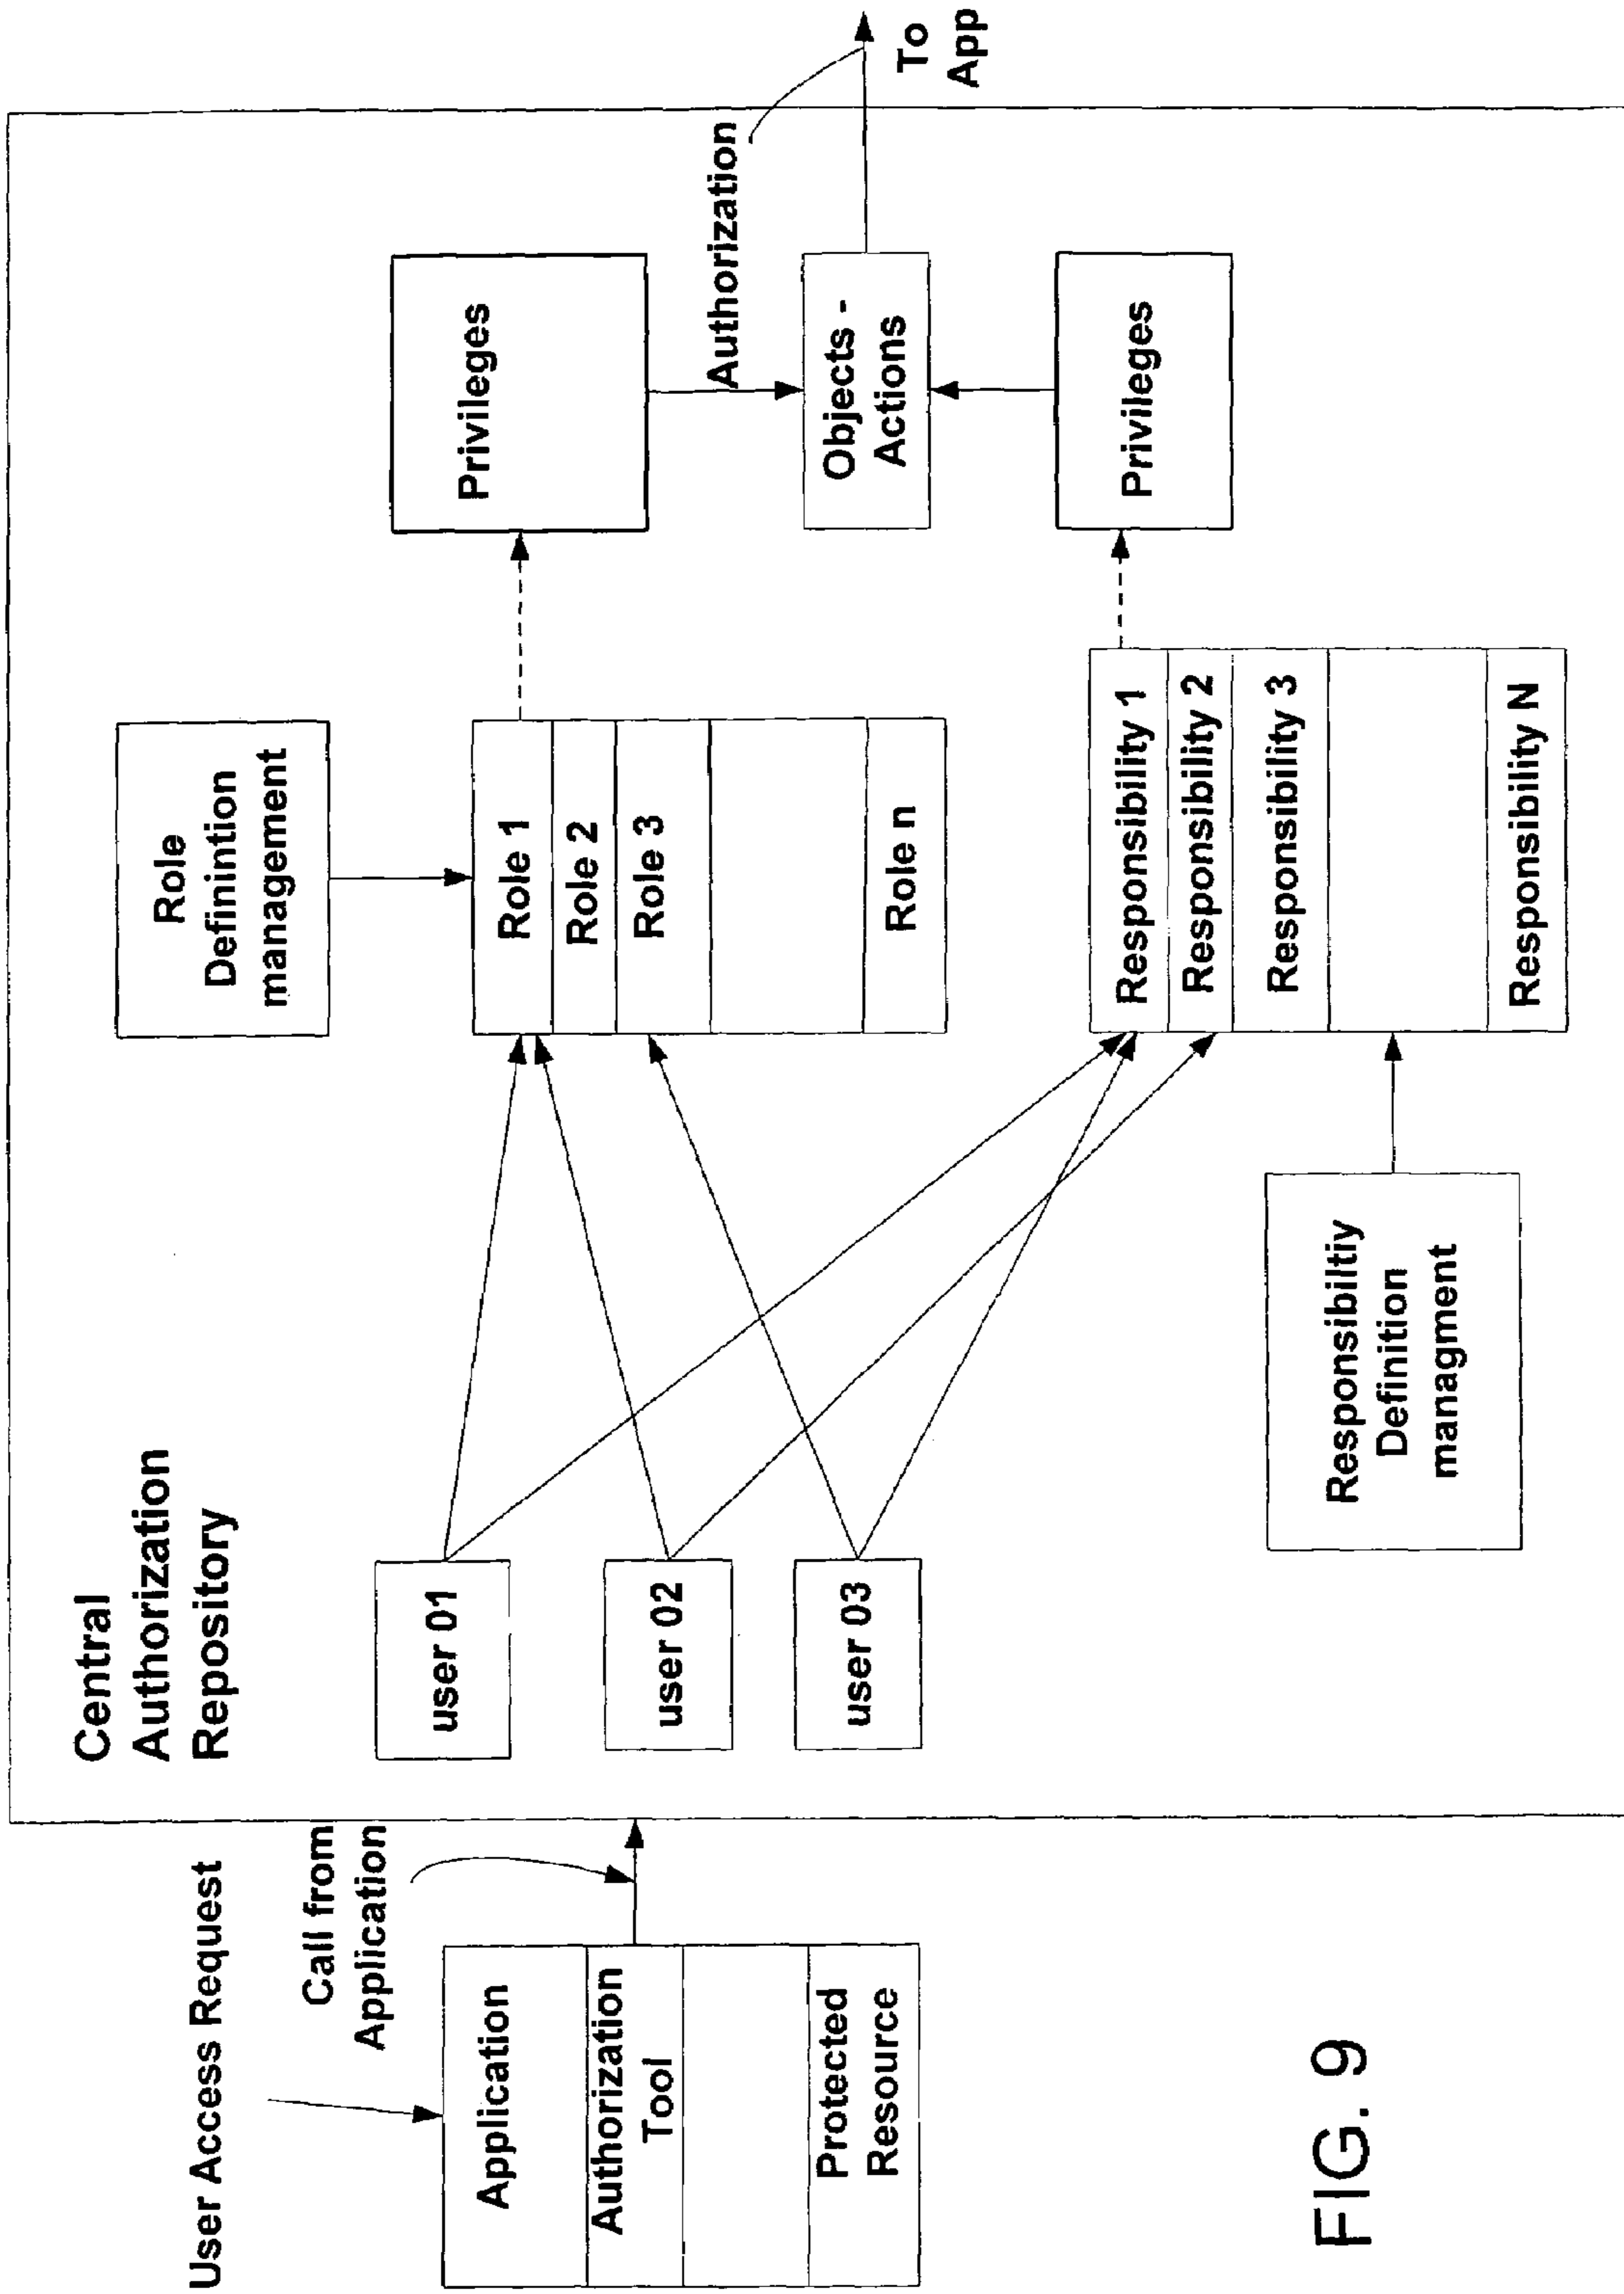 User Access Request
Call from
Application
Application
Authorization
Tool
Protected
Resource
Central
Authorization
Repository
user 01
user 02
user 03
Role
Definintion
management
Role 1
Role 2
Role 3
Role n
Responsibiltiy
Definition
managment
Responsibility 1
Responsibility 2
Responsibility 3
Responsibility N
Privileges
Authorization
Objects -
Actions
Privileges
To
App
FIG. 9